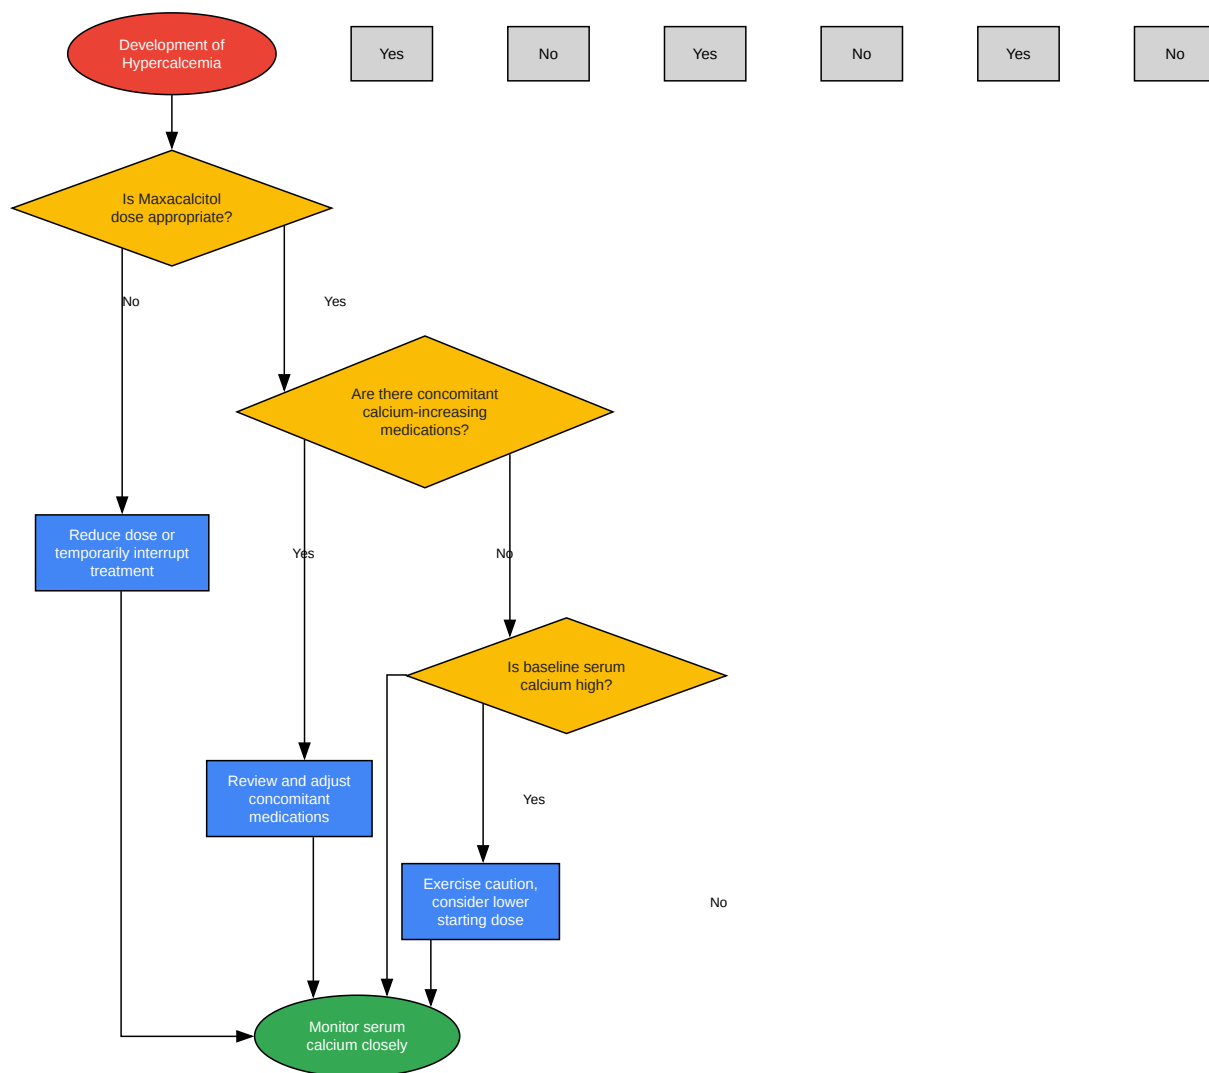 Development of
Hypercalcemia
Yes
No
Yes
No
Yes
No
Is Maxacalcitol
dose appropriate?
No
Yes
Are there concomitant
calcium-increasing
medications?
Reduce dose or
temporarily interrupt
treatment
Yes
No
Is baseline serum
calcium high?
Review and adjust
concomitant
medications
Yes
Exercise caution,
consider lower
starting dose
No
Monitor serum
calcium closely